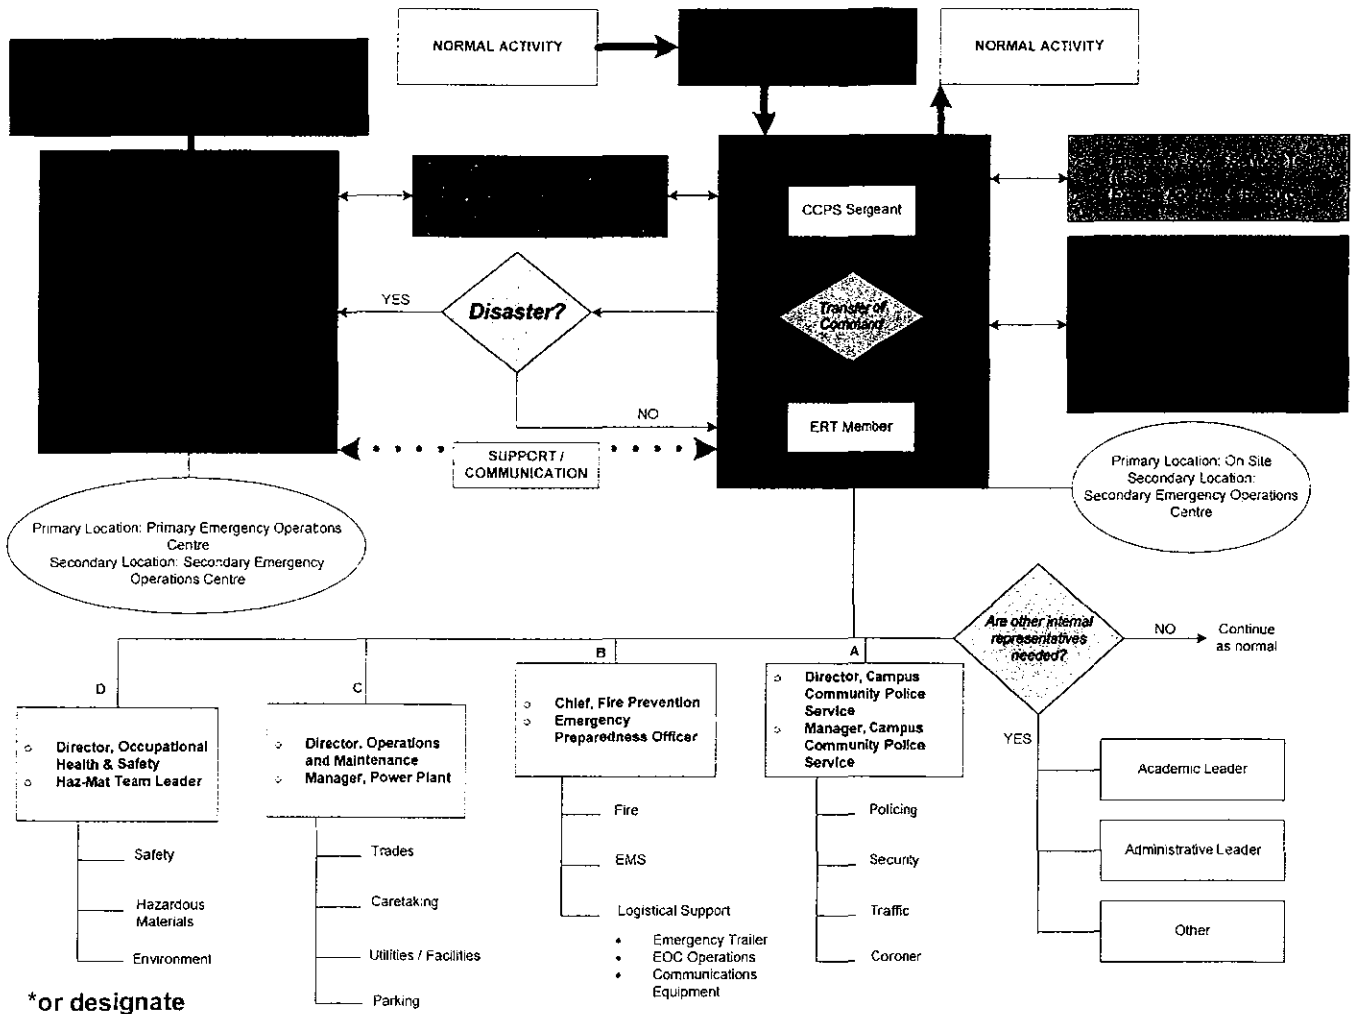 NORMAL ACTIVITY
NORMAL ACTIVITY
CCPS Sergeant
YES
Disaster?
Transfer of
Command
NO
ERT Member
SUPPORT /
COMMUNICATION
Primary Location: On Site
Secondary Location:
Secondary Emergency Operations
Centre
Primary Location: Primary Emergency Operations
Centre
Secondary Location: Secondary Emergency
Operations Centre
Are other internal
representatives
needed?
NO
Continue
as normal
YES
Academic Leader
Administrative Leader
Other
A
Director, Campus
Community Police
Service
Manager, Campus
Community Police
Service
Policing
Security
Traffic
Coroner
B
Chief, Fire Prevention
Emergency
Preparedness Officer
Fire
EMS
Logistical Support
• Emergency Trailer
• EOC Operations
• Communications
Equipment
C
Director, Operations
and Maintenance
Manager, Power Plant
Trades
Caretaking
Utilities / Facilities
Parking
D
Director, Occupational
Health & Safety
Haz-Mat Team Leader
Safety
Hazardous
Materials
Environment
*or designate